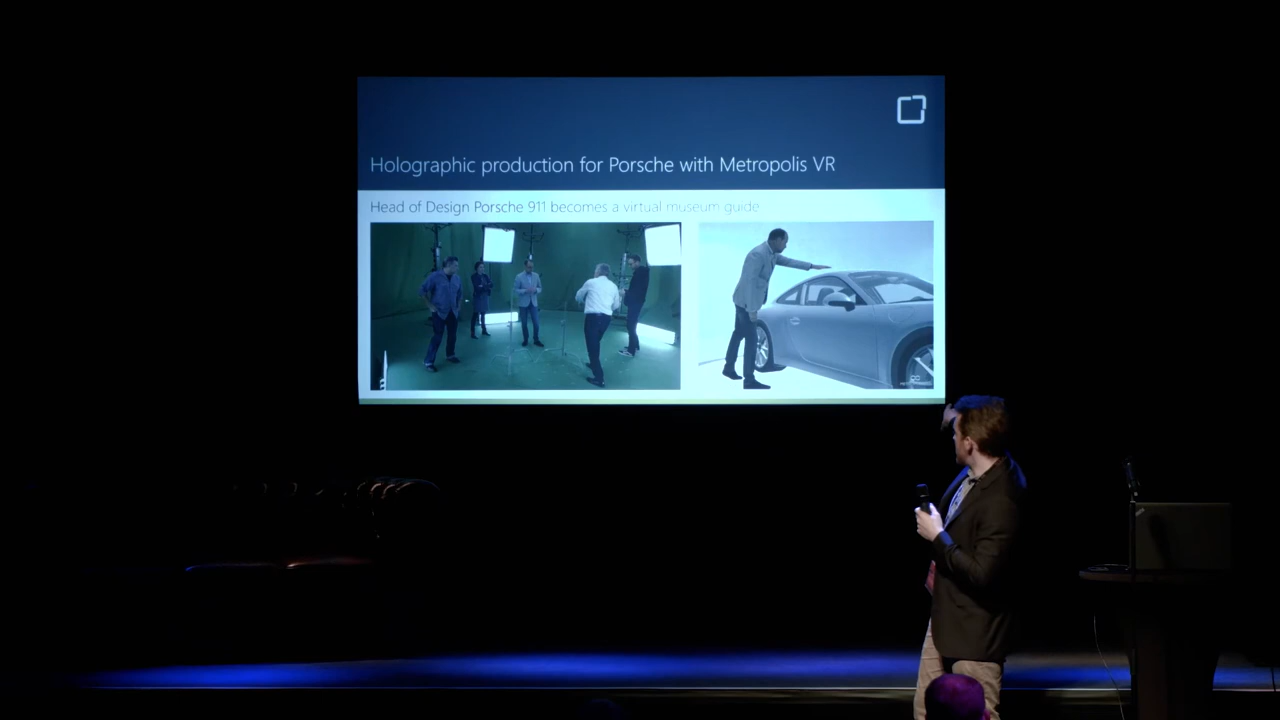 Holographic production for Porsche with Metropolis VR
Head of Design Porsche 911 becomes a virtual museum guide